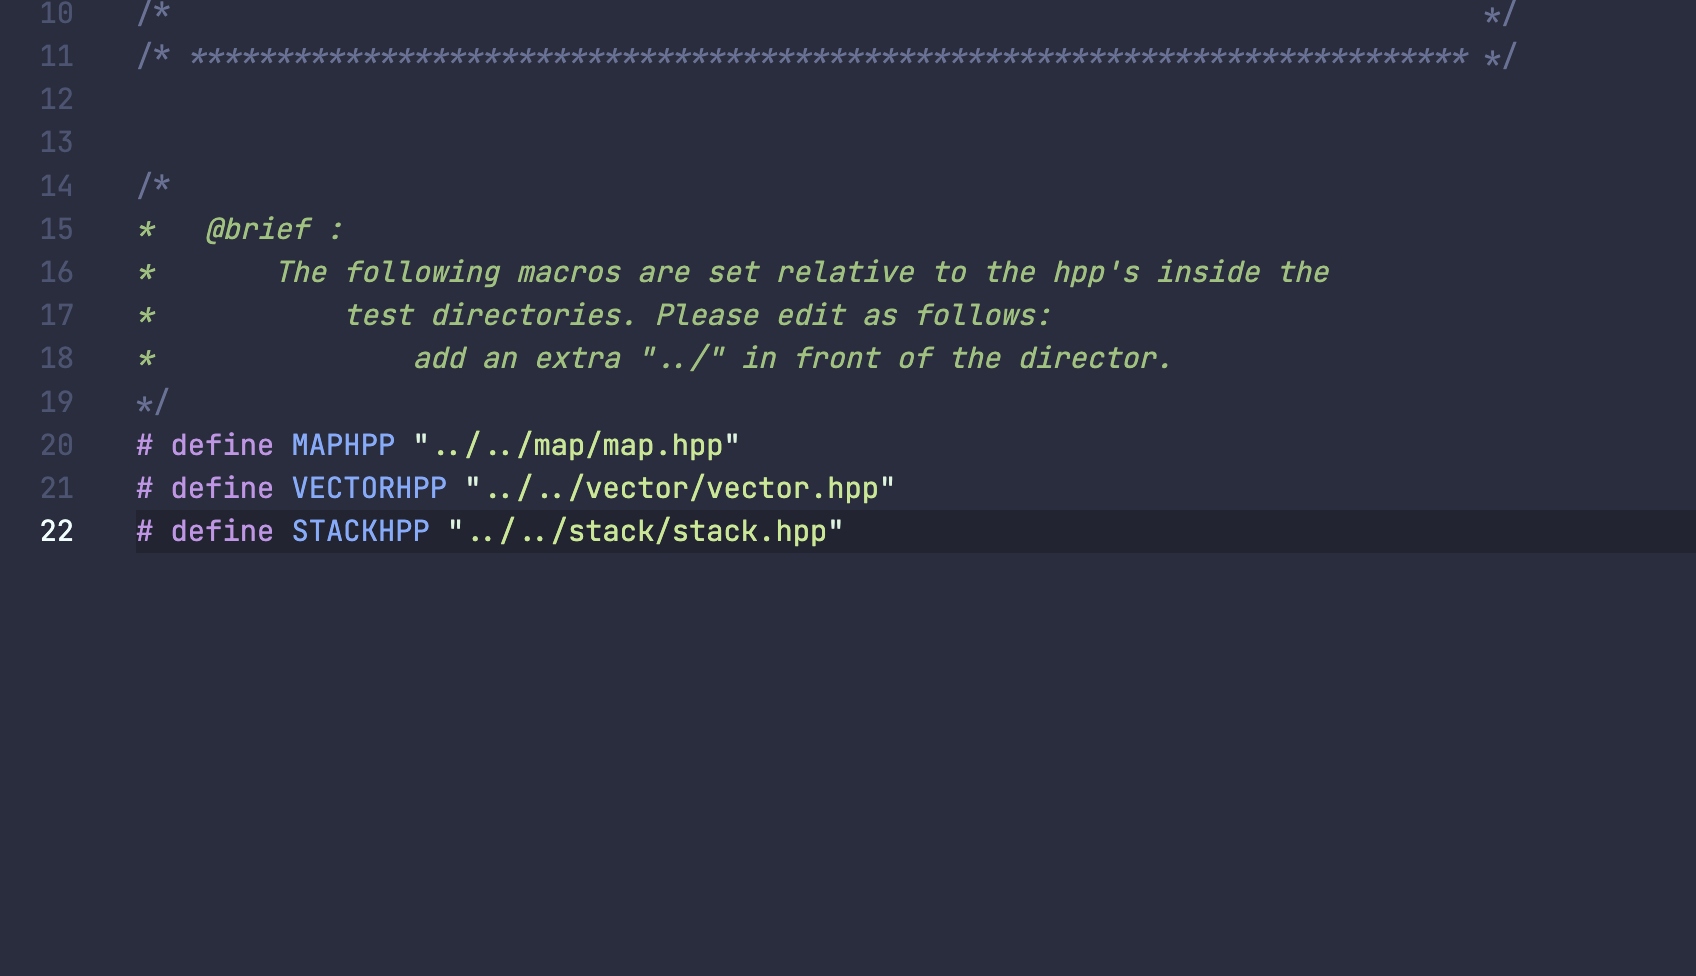 10 /* */
11 /* ************************************************************************** */
12
13
14 /*
15 * @brief :
16 * The following macros are set relative to the hpp's inside the
17 * test directories. Please edit as follows:
18 * add an extra "../" in front of the director.
19 */
20 # define MAPHPP "../../map/map.hpp"
21 # define VECTORHPP "../../vector/vector.hpp"
22 # define STACKHPP "../../stack/stack.hpp"